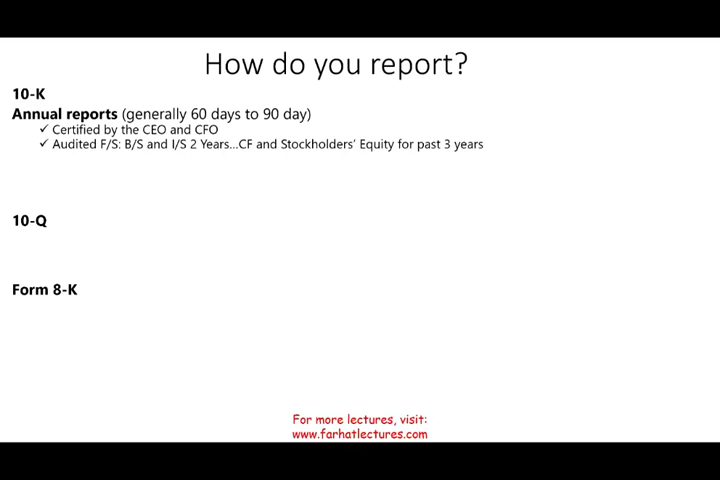 How do you report?
10-K
Annual reports (generally 60 days to 90 day)
✓ Certified by the CEO and CFO
✓ Audited F/S: B/S and I/S 2 Years...CF and Stockholders' Equity for past 3 years
10-Q
Form 8-K
For more lectures, visit:
www.farhatlectures.com